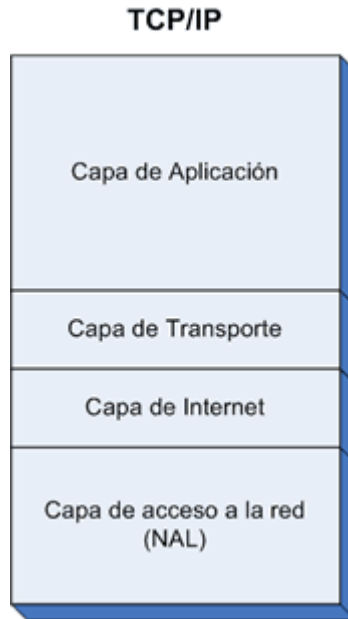 TCP/IP
Capa de Aplicación
Capa de Transporte
Capa de Internet
Capa de acceso a la red
(NAL)